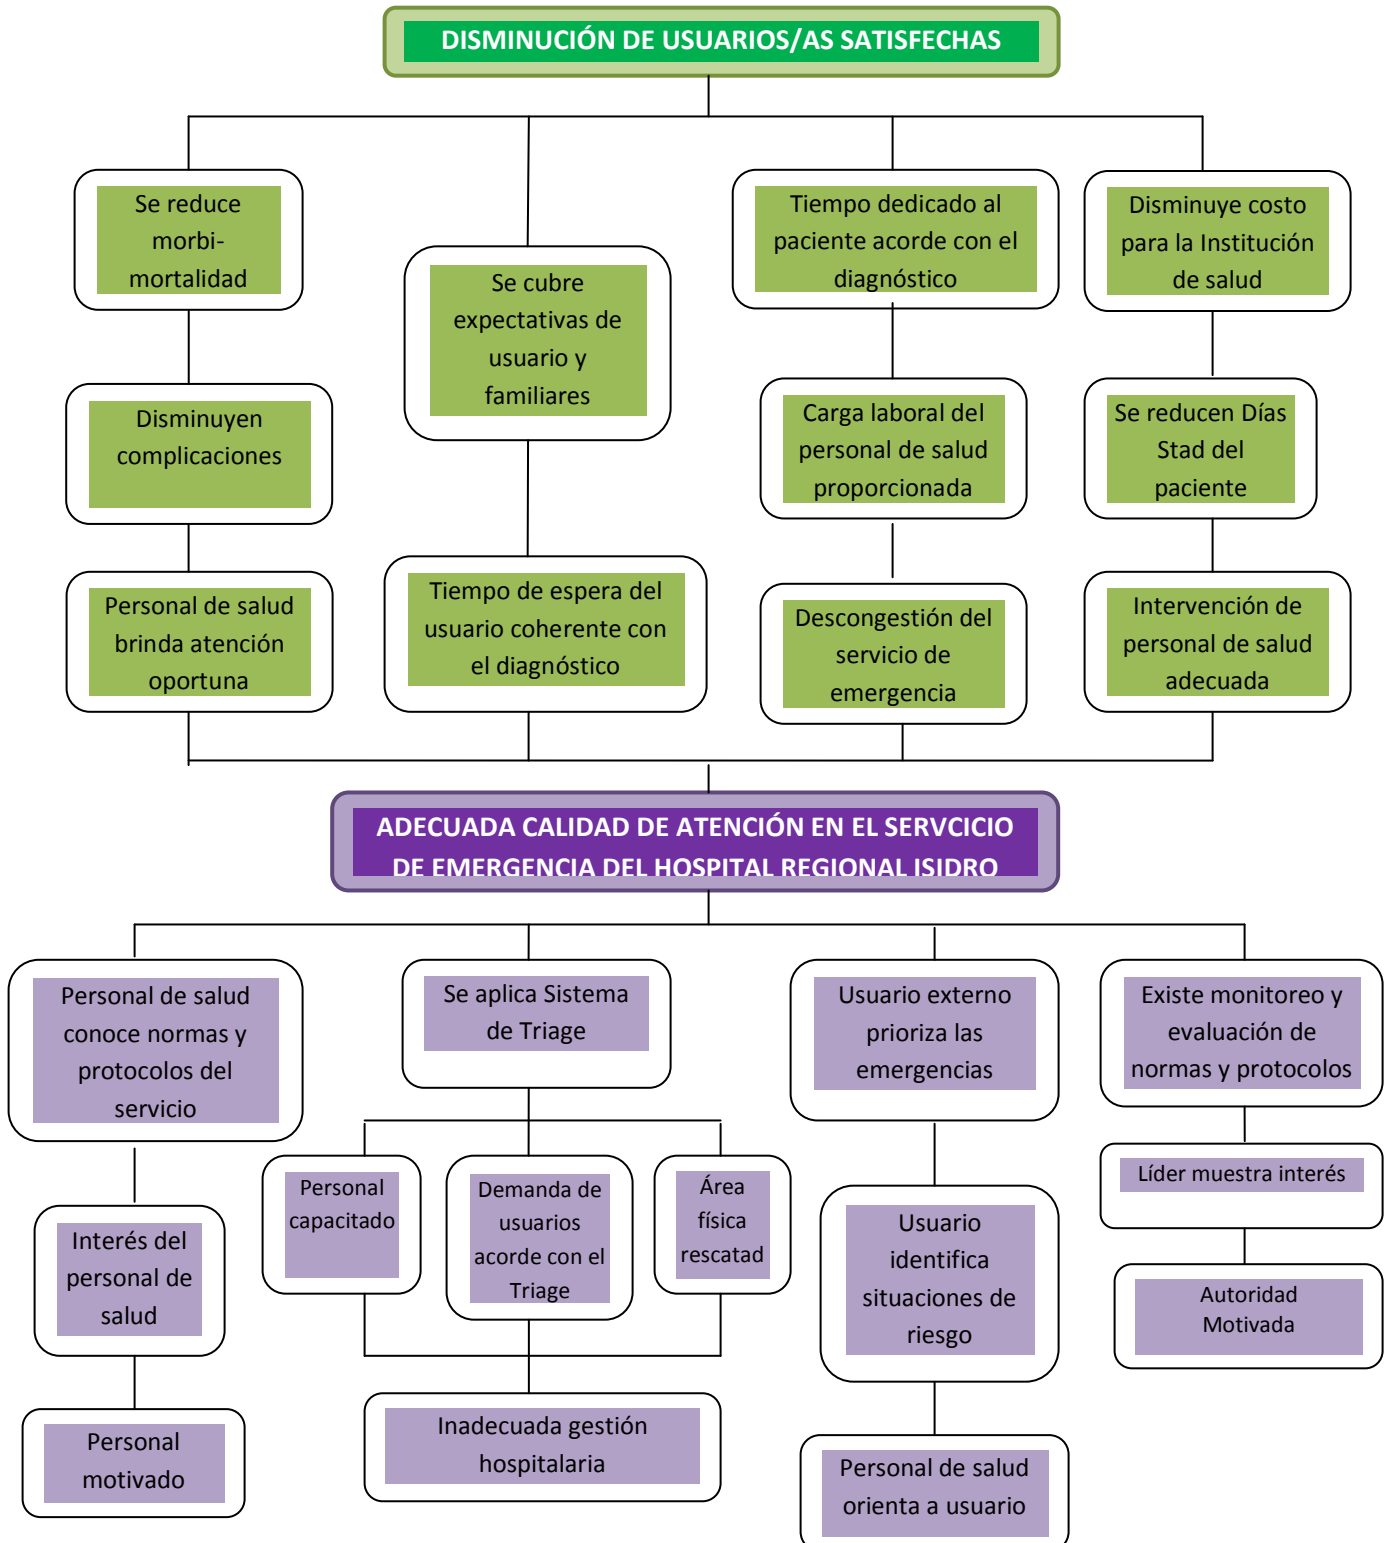 DISMINUCIÓN DE USUARIOS/AS SATISFECHAS
Se reduce
morbi-
mortalidad
Se cubre
expectativas de
usuario y
familiares
Tiempo dedicado al
paciente acorde con el
diagnóstico
Disminuye costo
para la Institución
de salud
Disminuyen
complicaciones
Carga laboral del
personal de salud
proporcionada
Se reducen Días
Stad del
paciente
Personal de salud
brinda atención
oportuna
Tiempo de espera del
usuario coherente con
el diagnóstico
Descongestión del
servicio de
emergencia
Intervención de
personal de salud
adecuada
ADECUADA CALIDAD DE ATENCIÓN EN EL SERVCICIO
DE EMERGENCIA DEL HOSPITAL REGIONAL ISIDRO
Personal de salud
conoce normas y
protocolos del
servicio
Se aplica Sistema
de Triage
Usuario externo
prioriza las
emergencias
Existe monitoreo y
evaluación de
normas y protocolos
Personal
capacitado
Demanda de
usuarios
acorde con el
Triage
Área
física
rescatad
Líder muestra interés
Interés del
personal de
salud
Usuario
identifica
situaciones de
riesgo
Autoridad
Motivada
Personal
motivado
Inadecuada gestión
hospitalaria
Personal de salud
orienta a usuario